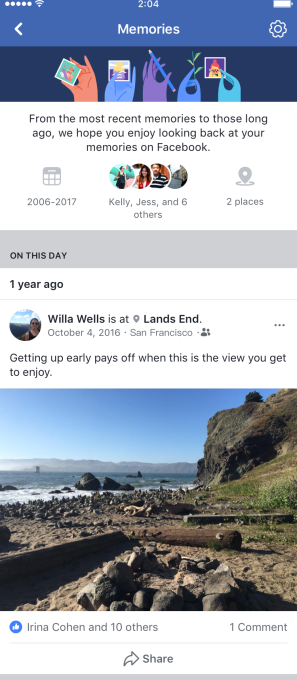 2:04
Memories
From the most recent memories to those long
ago, we hope you enjoy looking back at your
memories on Facebook.
2006-2017
Kelly, Jess, and 6
others
2 places
ON THIS DAY
1 year ago
Willa Wells is at Lands End.
October 4, 2016 · San Francisco ·
Getting up early pays off when this is the view you get
to enjoy.
Irina Cohen and 10 others
1 Comment
Share